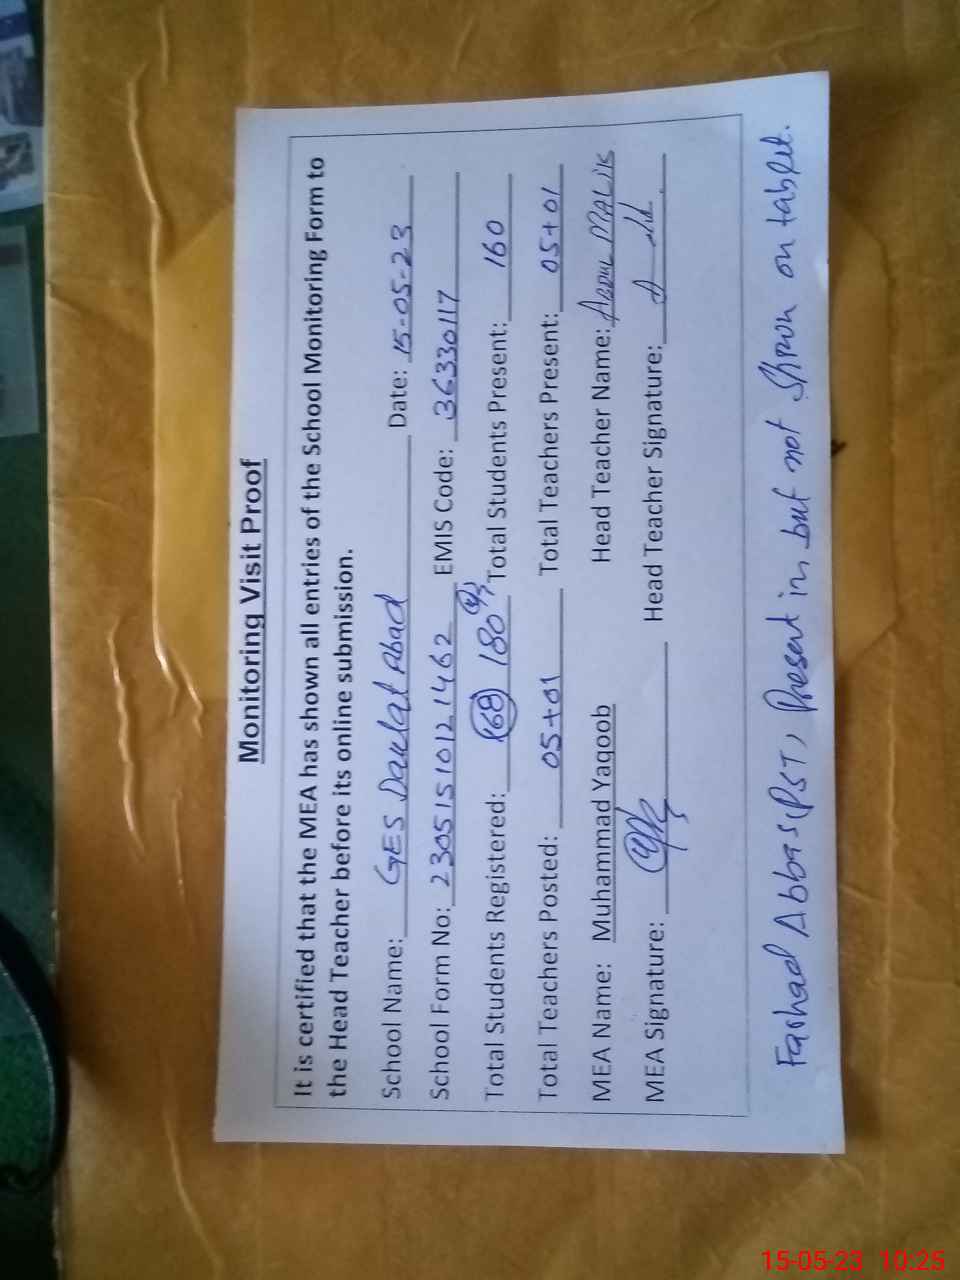 Monitoring Visit Proof
It is certified that the MEA has shown all entries of the School Monitoring Form to
the Head Teacher before its online submission.
School Name: GES Daulat Abad Date: 15-05-23
School Form No: 23051510121462 EMIS Code: 36330117
Total Students Registered: 168 180 Total Students Present: 160
Total Teachers Posted: 05+01 Total Teachers Present: 05+01
MEA Name: Muhammad Yaqoob Head Teacher Name: ABDUL MALIK
MEA Signature: Head Teacher Signature:
Farhad Abbas, PST, Present in but not Shown on tablet.
15-05-23 10:25